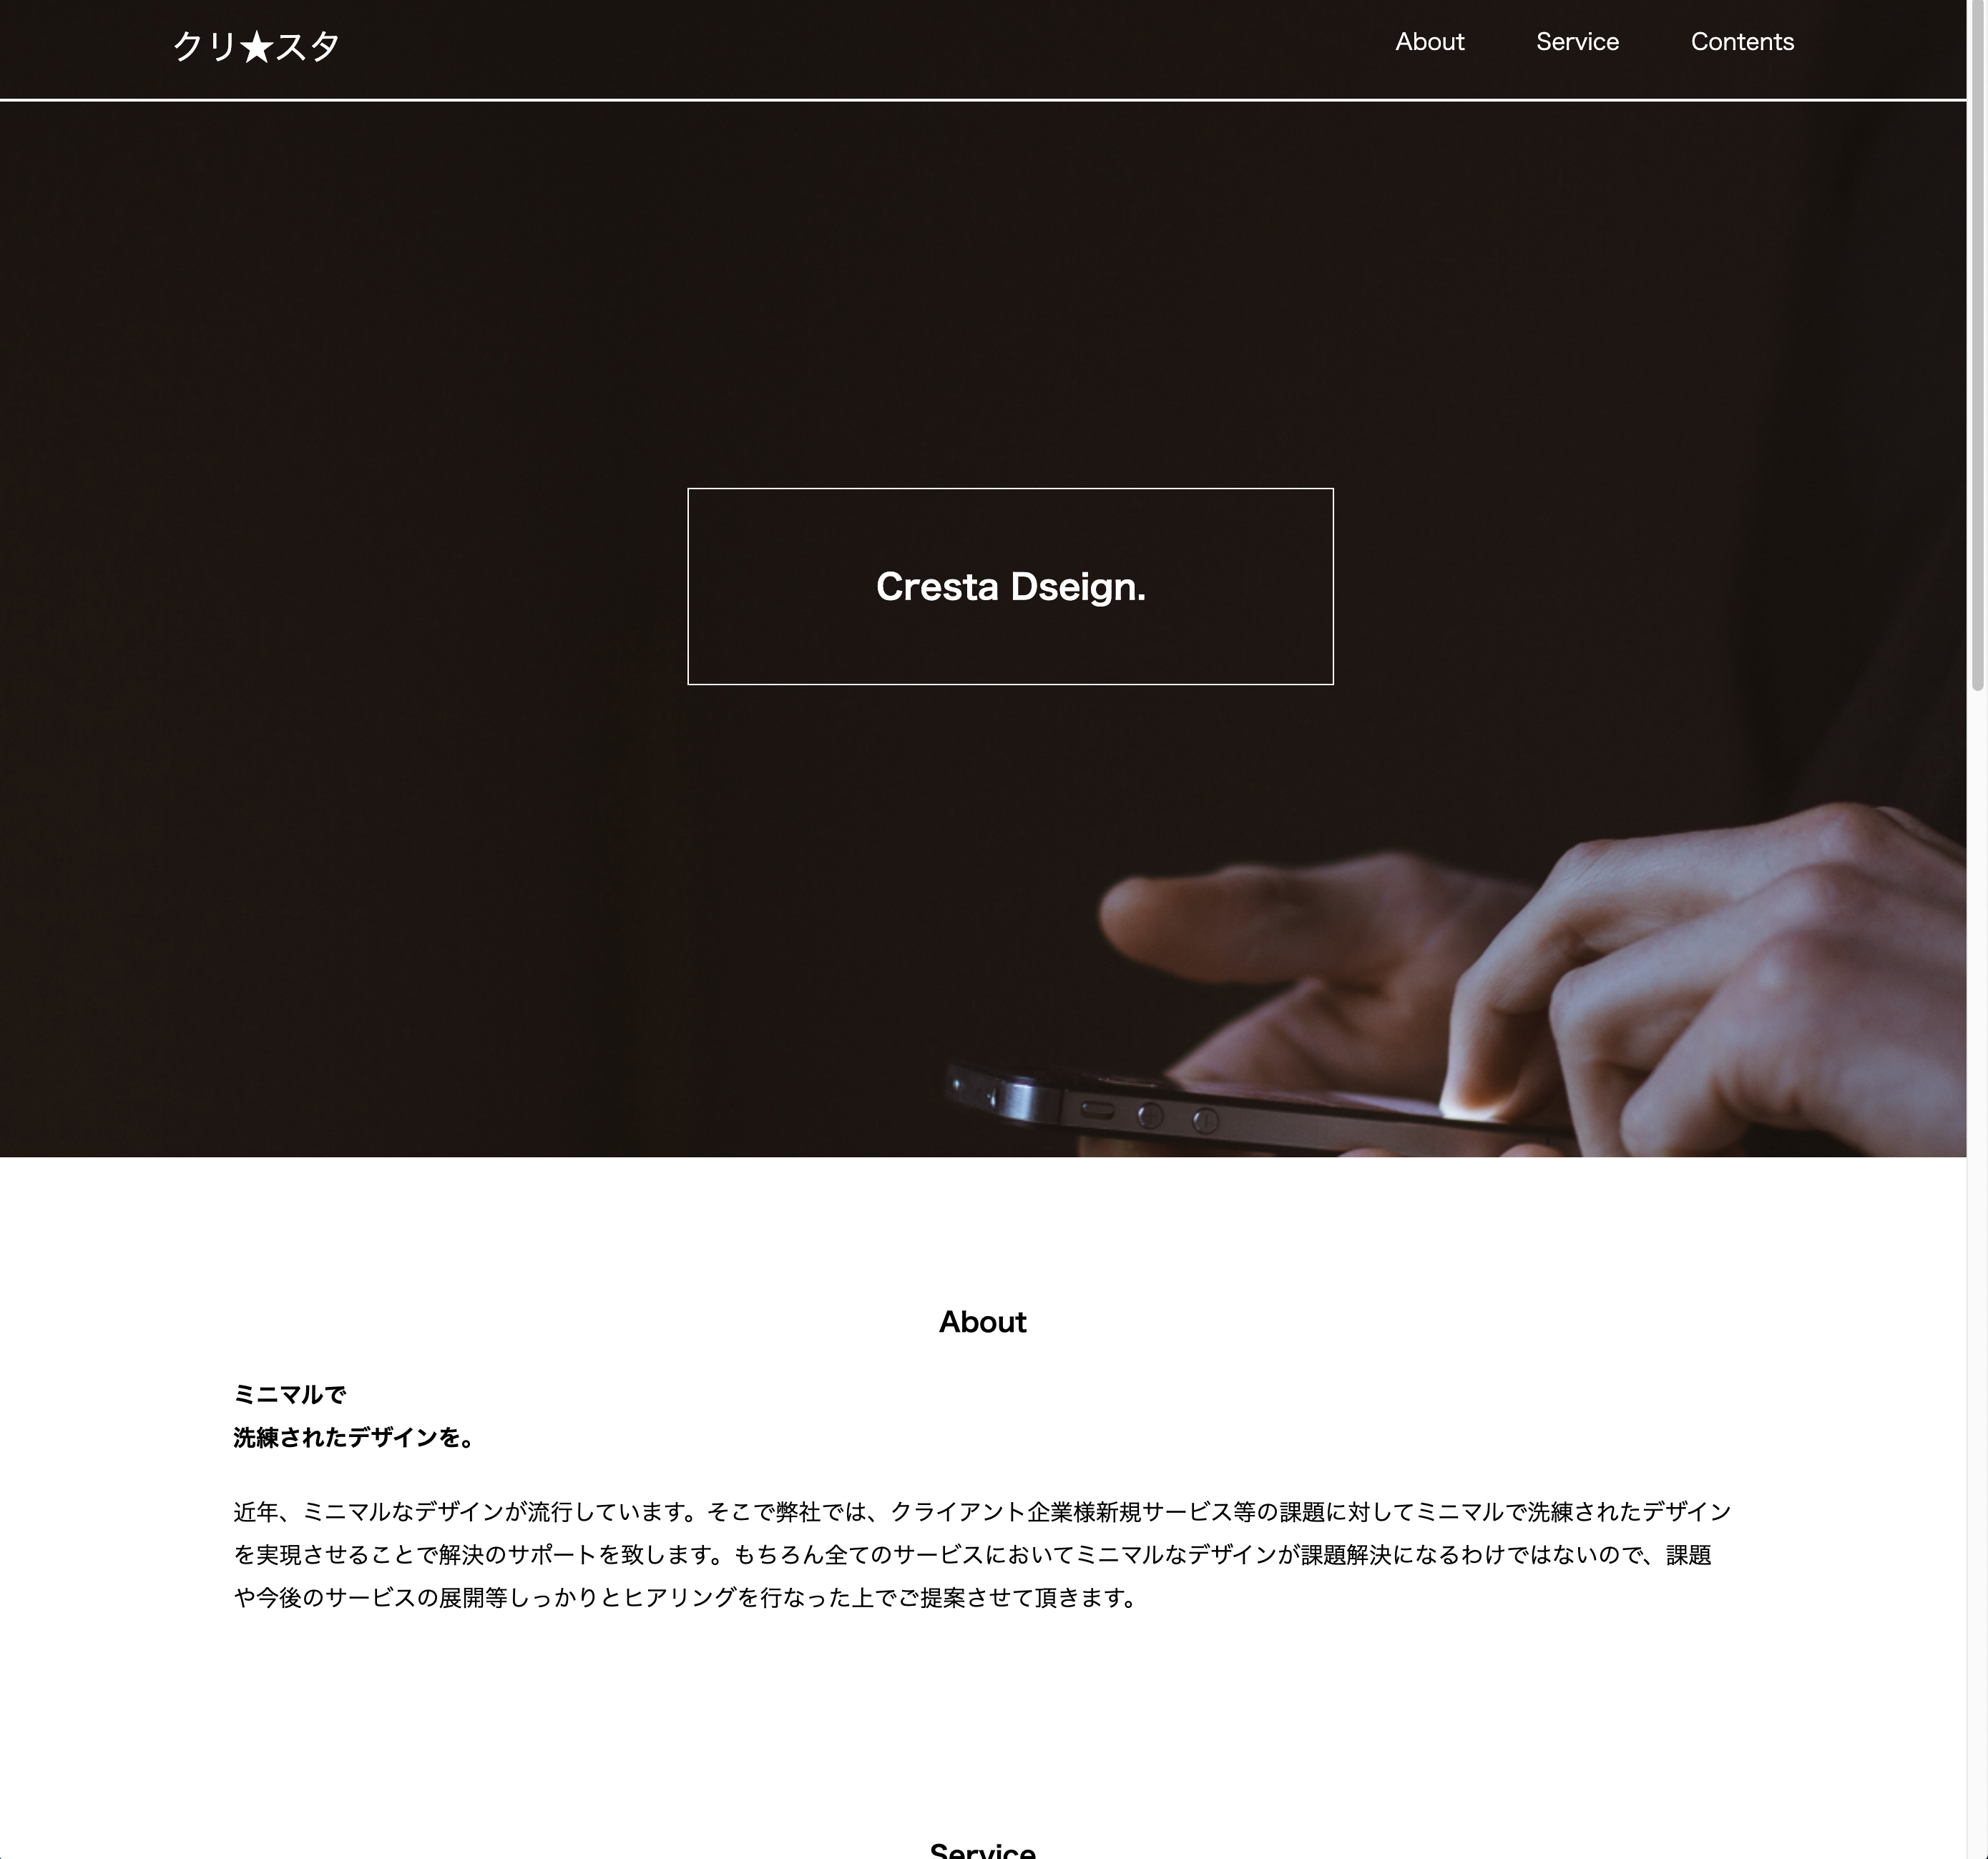 クリ★スタ
About Service Contents
Cresta Dseign.
About
ミニマルで
洗練されたデザインを。
近年、ミニマルなデザインが流行しています。そこで弊社では、クライアント企業様新規サービス等の課題に対してミニマルで洗練されたデザイン
を実現させることで解決のサポートを致します。もちろん全てのサービスにおいてミニマルなデザインが課題解決になるわけではないので、課題
や今後のサービスの展開等しっかりとヒアリングを行なった上でご提案させて頂きます。
Service